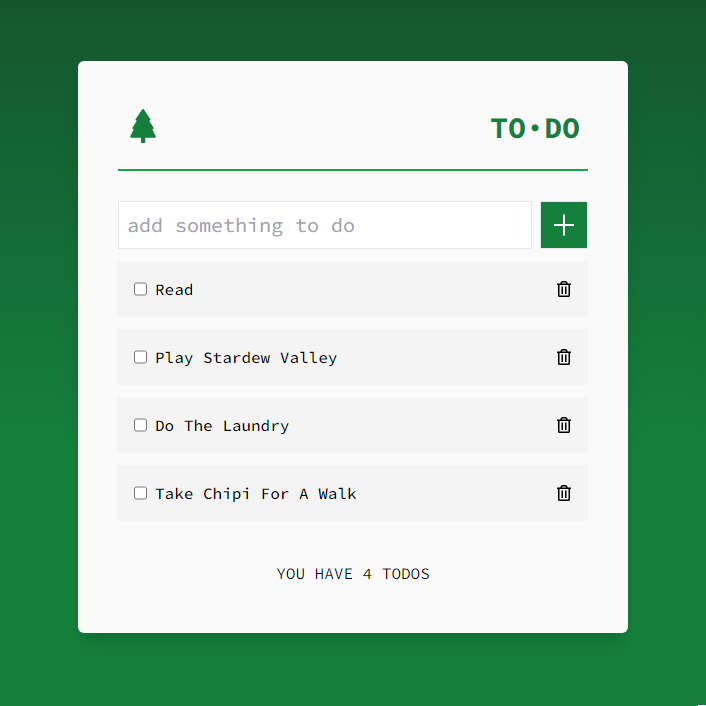 TO·DO
add something to do
Read
Play Stardew Valley
Do The Laundry
Take Chipi For A Walk
YOU HAVE 4 TODOS